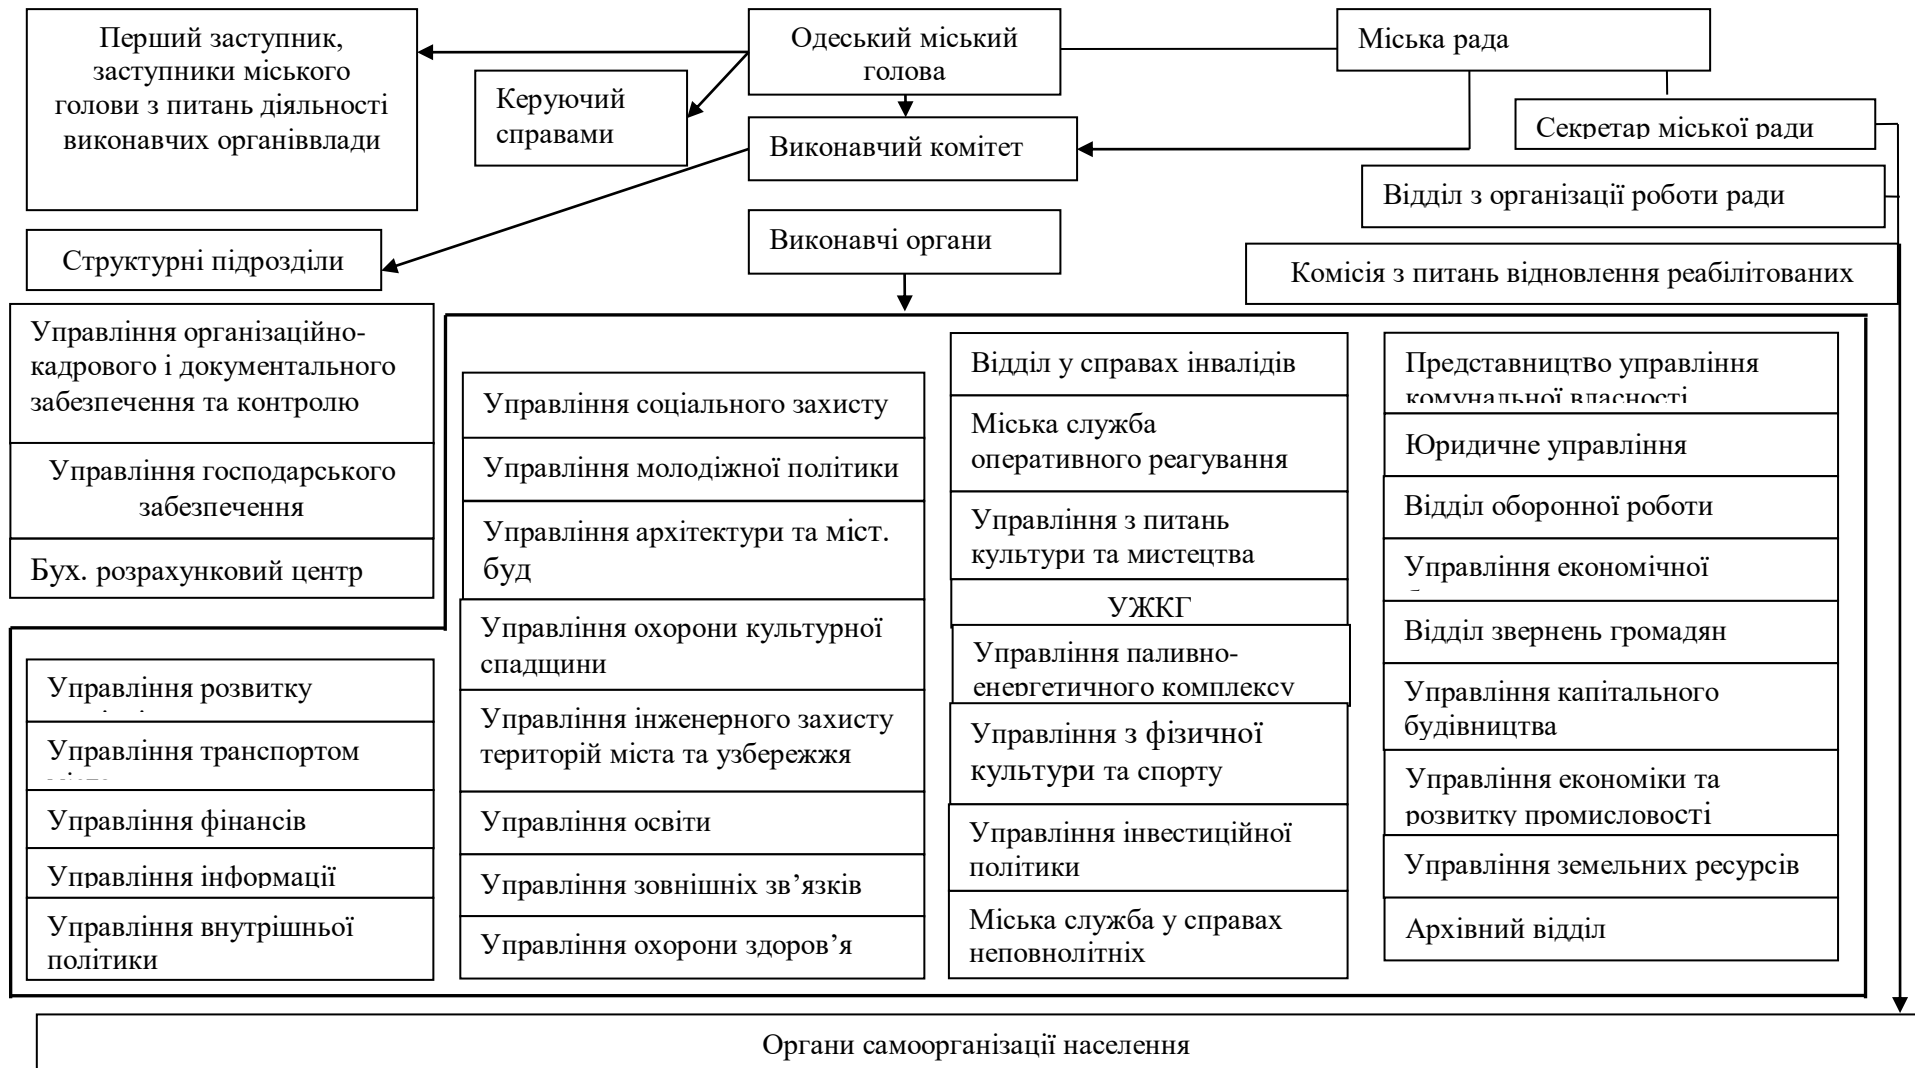 Перший заступник,
заступники міського
голови з питань діяльності
виконавчих органіввлади
Одеський міський
голова
Міська рада
Керуючий
справами
Виконавчий комітет
Секретар міської ради
Відділ з організації роботи ради
Виконавчі органи
Структурні підрозділи
Комісія з питань відновлення реабілітованих
Управління організаційно-
кадрового і документального
забезпечення та контролю
Управління господарського
забезпечення
Бух. розрахунковий центр
Управління розвитку
Управління транспортом
Управління фінансів
Управління інформації
Управління внутрішньої
політики
Управління соціального захисту
Управління молодіжної політики
Управління архітектури та міст.
буд
Управління охорони культурної
спадщини
Управління інженерного захисту
територій міста та узбережжя
Управління освіти
Управління зовнішніх зв’язків
Управління охорони здоров’я
Відділ у справах інвалідів
Міська служба
оперативного реагування
Управління з питань
культури та мистецтва
УЖКГ
Управління паливно-
енергетичного комплексу
Управління з фізичної
культури та спорту
Управління інвестиційної
політики
Міська служба у справах
неповнолітніх
Представництво управління
комунальної власності
Юридичне управління
Відділ оборонної роботи
Управління економічної
Відділ звернень громадян
Управління капітального
будівництва
Управління економіки та
розвитку промисловості
Управління земельних ресурсів
Архівний відділ
Органи самоорганізації населення